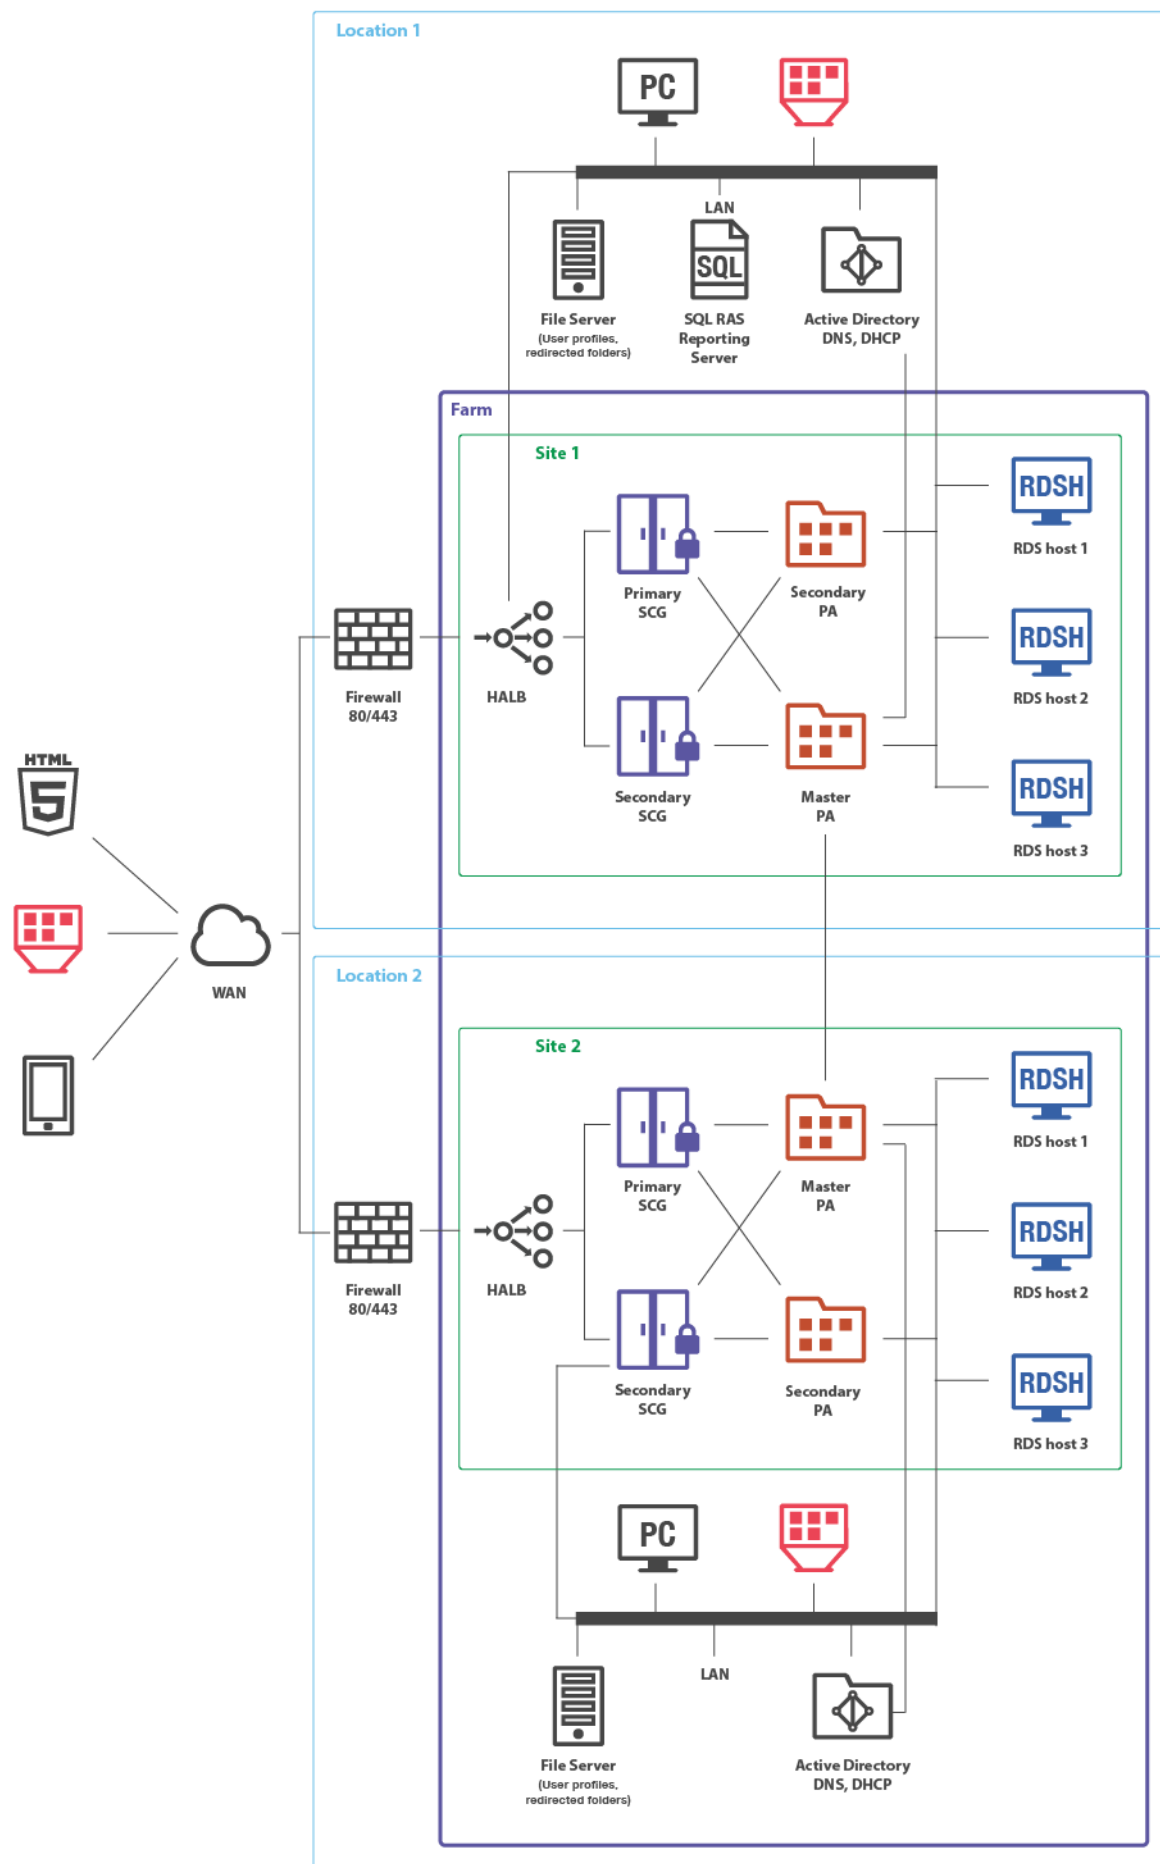 Location 1
PC
LAN
SQL
File Server
(User profiles,
redirected folders)
SQL RAS
Reporting
Server
Active Directory
DNS, DHCP
Farm
Site 1
RDSH
RDS host 1
Primary
SCG
Secondary
PA
RDSH
RDS host 2
Firewall
80/443
HALB
Secondary
SCG
Master
PA
RDSH
RDS host 3
HTML
5
WAN
Location 2
Site 2
RDSH
RDS host 1
Primary
SCG
Master
PA
RDSH
RDS host 2
Firewall
80/443
HALB
Secondary
SCG
Secondary
PA
RDSH
RDS host 3
PC
LAN
File Server
(User profiles,
redirected folders)
Active Directory
DNS, DHCP